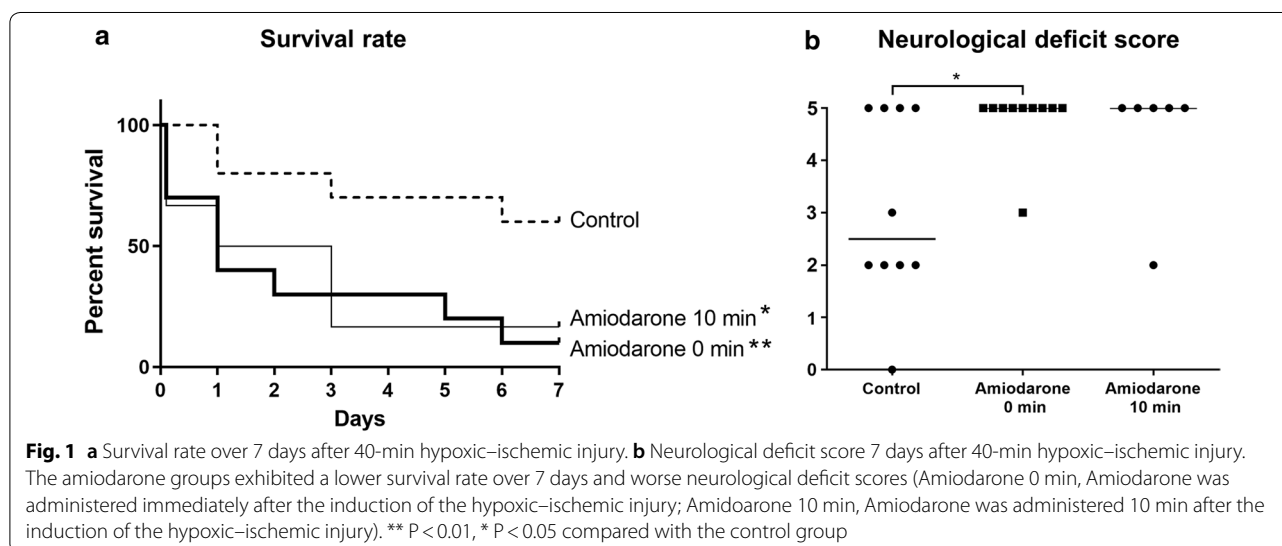 a Survival rate
Percent survival
100
50
0
0 1 2 3 4 5 6 7
Days
Control
Amiodarone 10 min *
Amiodarone 0 min **
b Neurological deficit score
*
5
4
3
2
1
0
Control
Amiodarone
0 min
Amiodarone
10 min
Fig. 1 a Survival rate over 7 days after 40-min hypoxic–ischemic injury. b Neurological deficit score 7 days after 40-min hypoxic–ischemic injury.
The amiodarone groups exhibited a lower survival rate over 7 days and worse neurological deficit scores (Amiodarone 0 min, Amiodarone was
administered immediately after the induction of the hypoxic–ischemic injury; Amidoarone 10 min, Amiodarone was administered 10 min after the
induction of the hypoxic–ischemic injury). ** P < 0.01, * P < 0.05 compared with the control group